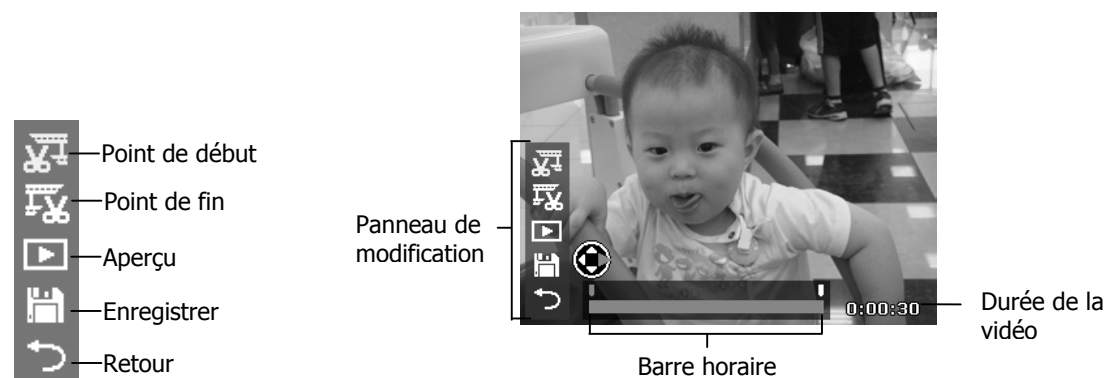 Point de début
Point de fin
Aperçu
Enregistrer
Retour
Panneau de
modification
0:00:30
Durée de la
vidéo
Barre horaire